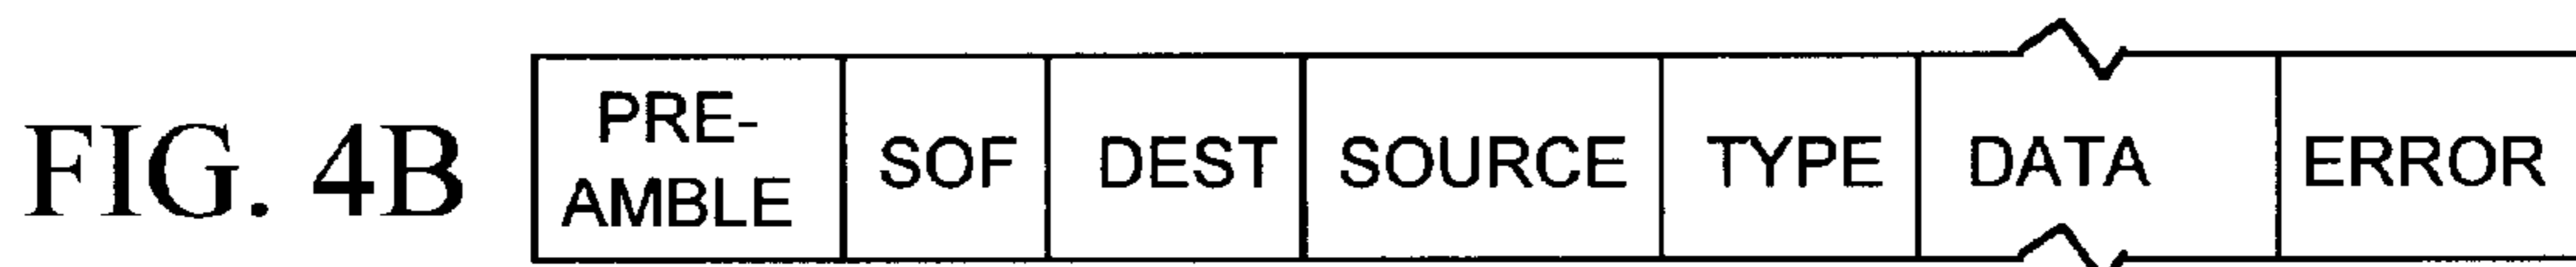 FIG. 4B
PRE-
AMBLE
SOF
DEST
SOURCE
TYPE
DATA
ERROR